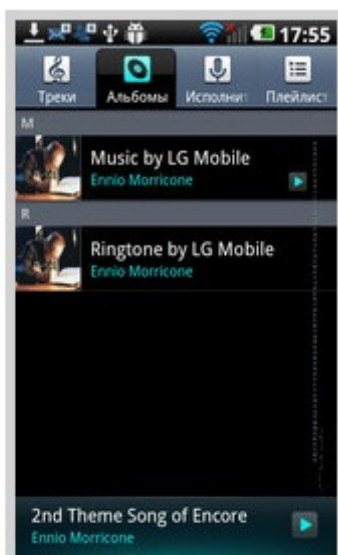 17:55
Треки Альбомы Исполнит Плейлист
M
Music by LG Mobile
Ennio Morricone
R
Ringtone by LG Mobile
Ennio Morricone
2nd Theme Song of Encore
Ennio Morricone